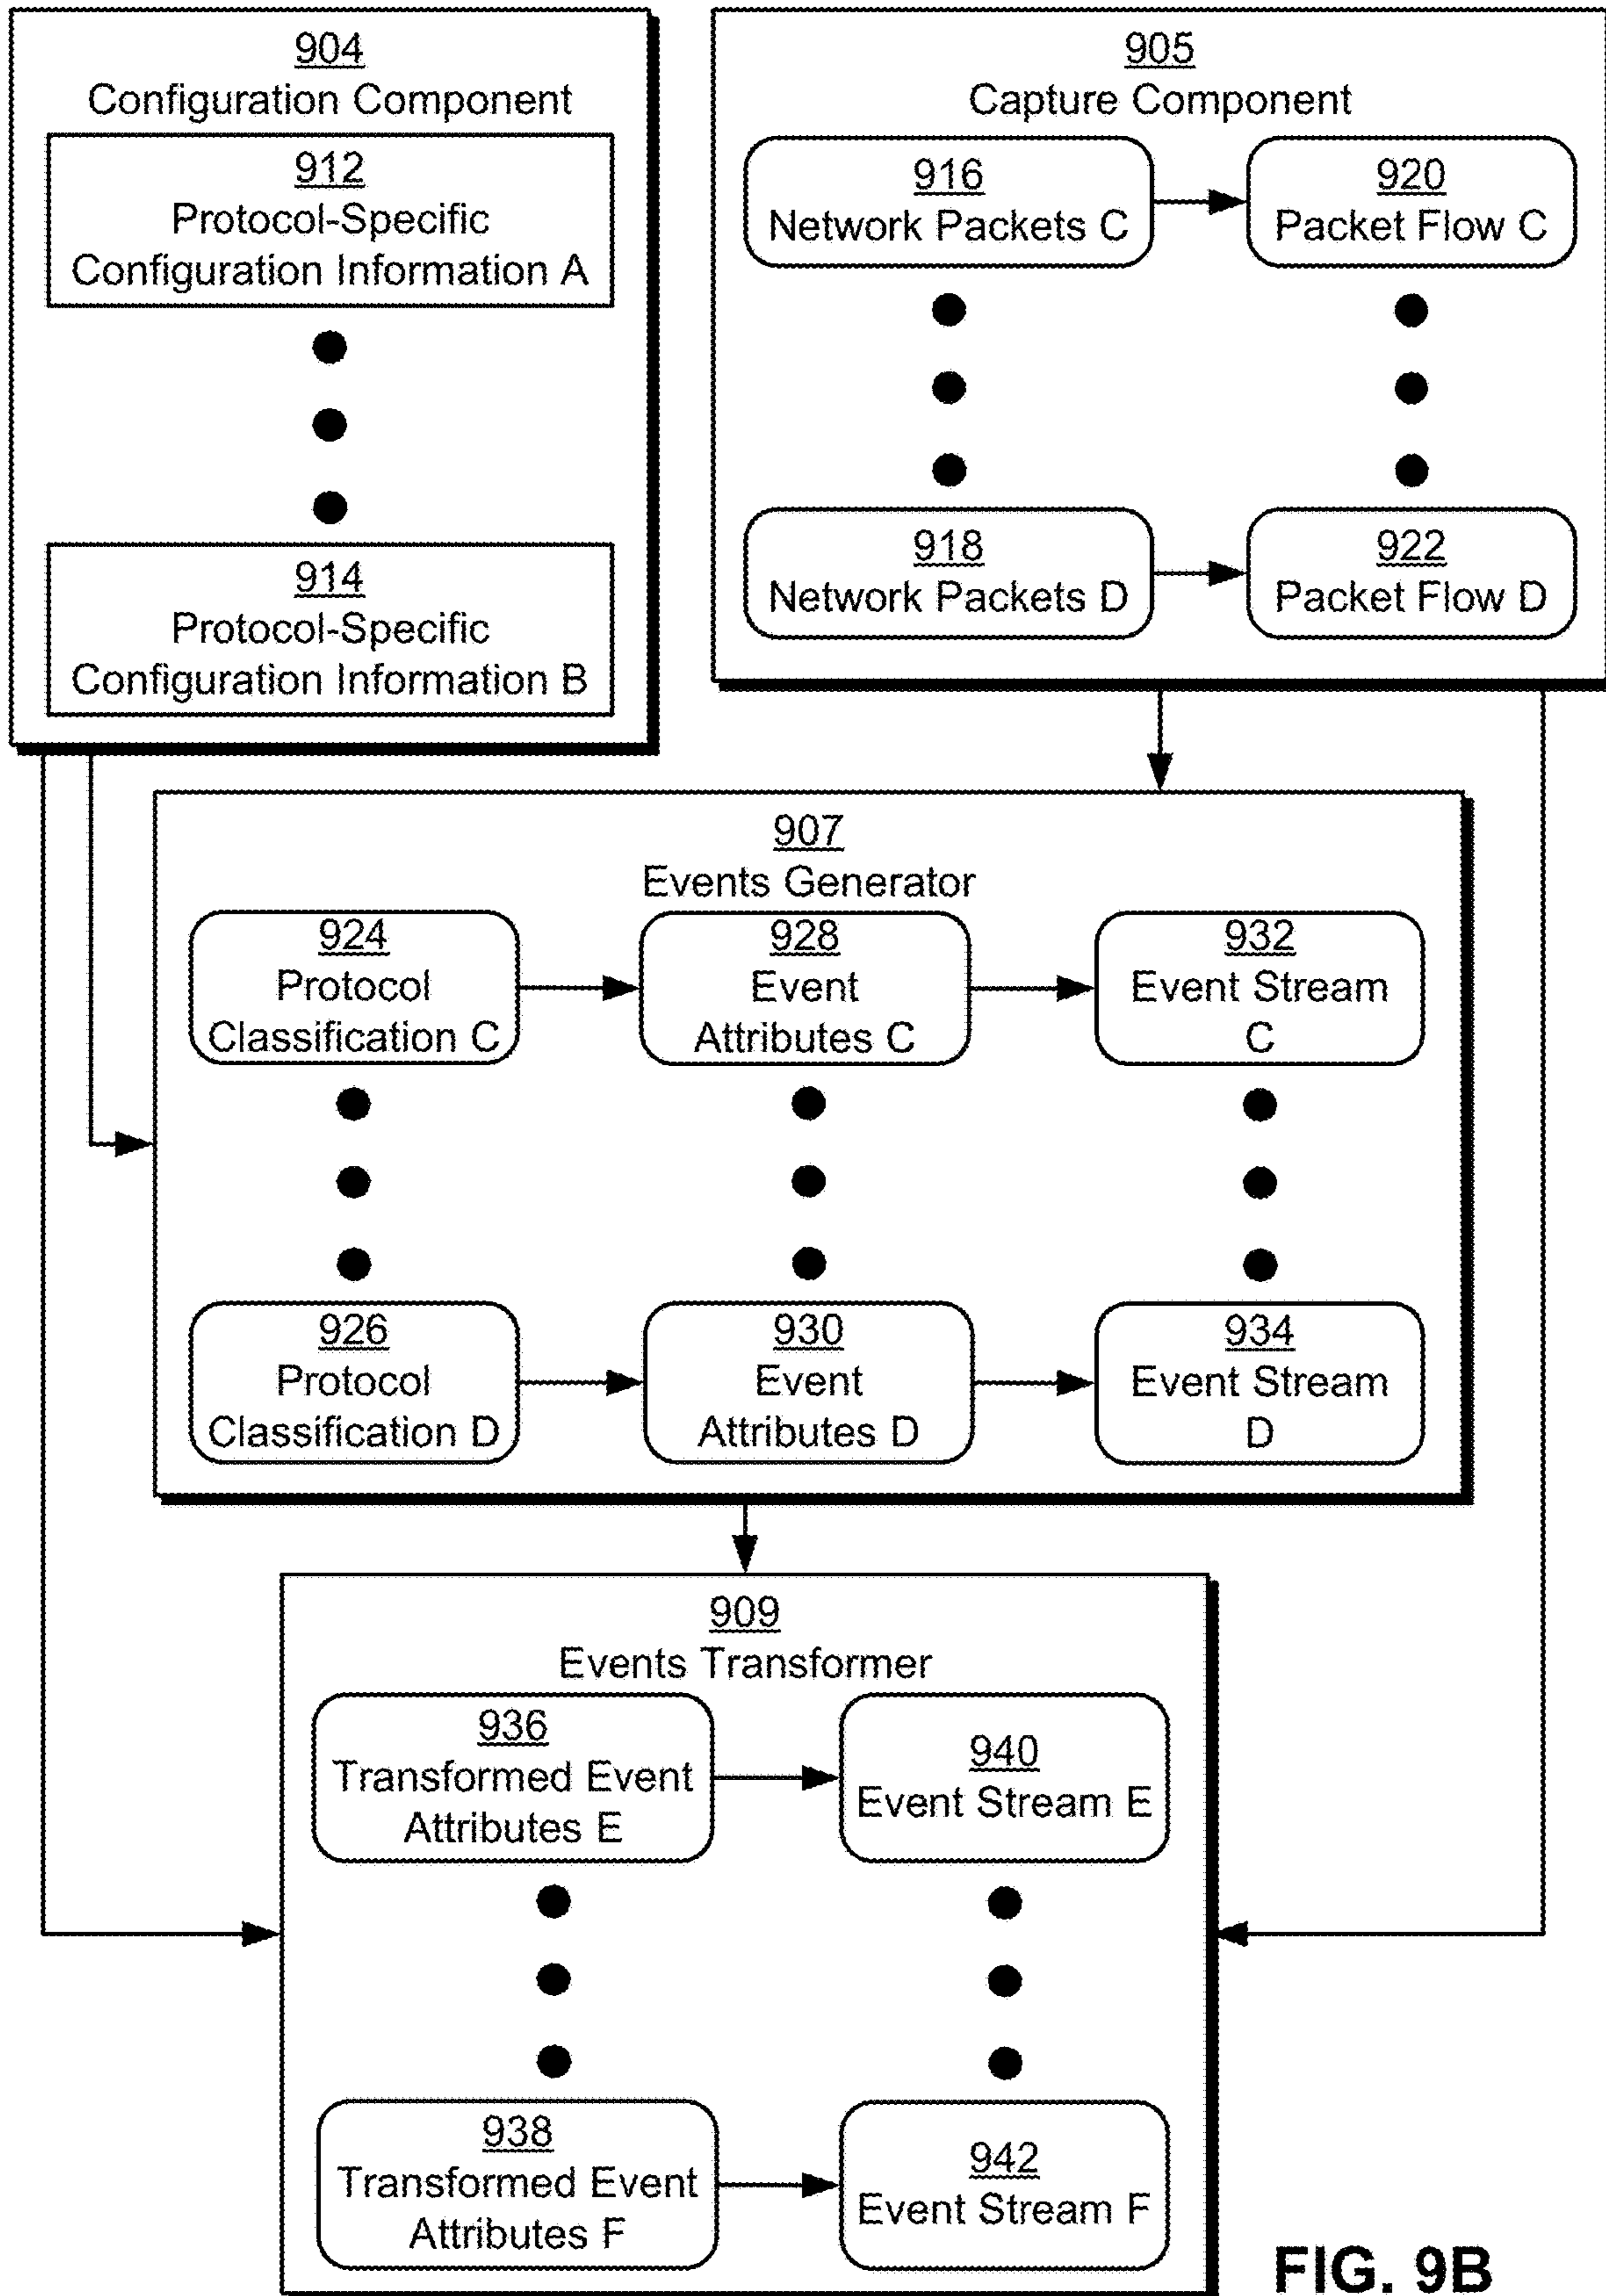 904
Configuration Component
912
Protocol-Specific
Configuration Information A
914
Protocol-Specific
Configuration Information B
905
Capture Component
916
Network Packets C
920
Packet Flow C
918
Network Packets D
922
Packet Flow D
907
Events Generator
924
Protocol
Classification C
928
Event
Attributes C
932
Event Stream
C
926
Protocol
Classification D
930
Event
Attributes D
934
Event Stream
D
909
Events Transformer
936
Transformed Event
Attributes E
940
Event Stream E
938
Transformed Event
Attributes F
942
Event Stream F
FIG. 9B